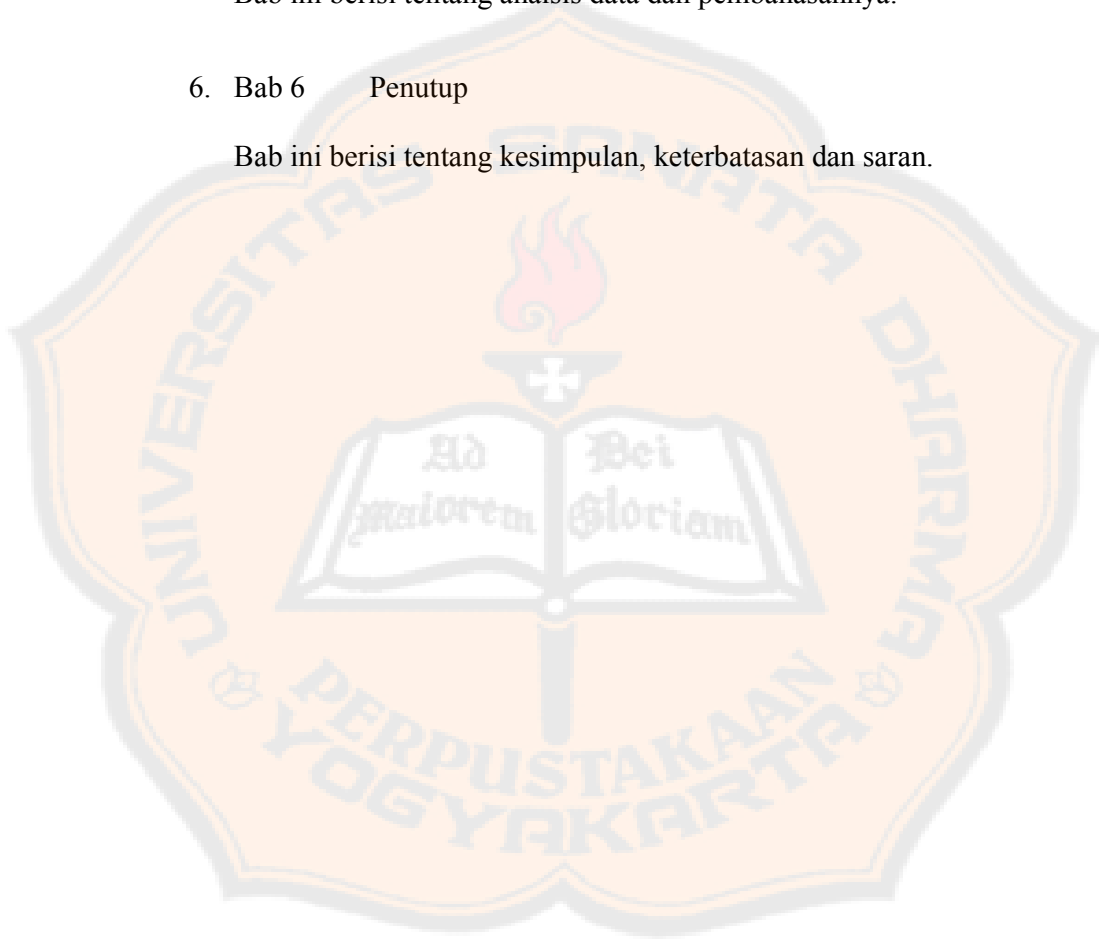 Bab ini berisi tentang analsis data dan pembahasannya.
6. Bab 6 Penutup
Bab ini berisi tentang kesimpulan, keterbatasan dan saran.
UNIVERSITAS SANATA DHARMA
Ad Maiorem
Dei Gloriam
PERPUSTAKAAN
YOGYAKARTA